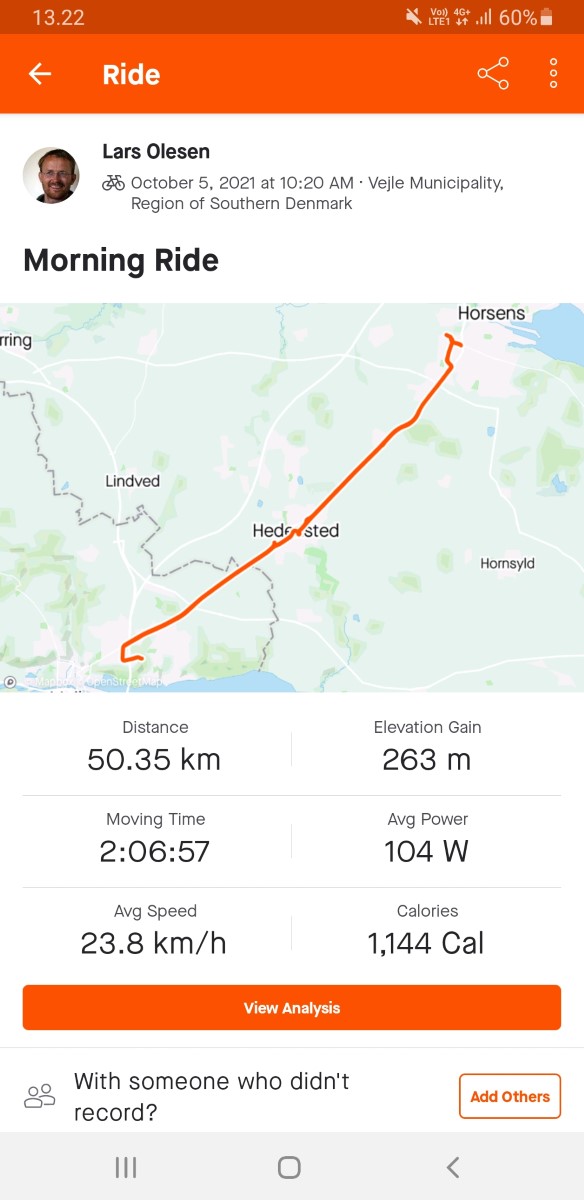 13.22
Vo)) 4G+
LTE1
60%
Ride
Lars Olesen
October 5, 2021 at 10:20 AM · Vejle Municipality,
Region of Southern Denmark
Morning Ride
Horsens
rring
Lindved
Hedensted
Hornsyld
OpenStreetMap
Distance
Elevation Gain
50.35 km
263 m
Moving Time
Avg Power
2:06:57
104 W
Avg Speed
Calories
23.8 km/h
1,144 Cal
View Analysis
With someone who didn't
record?
Add Others